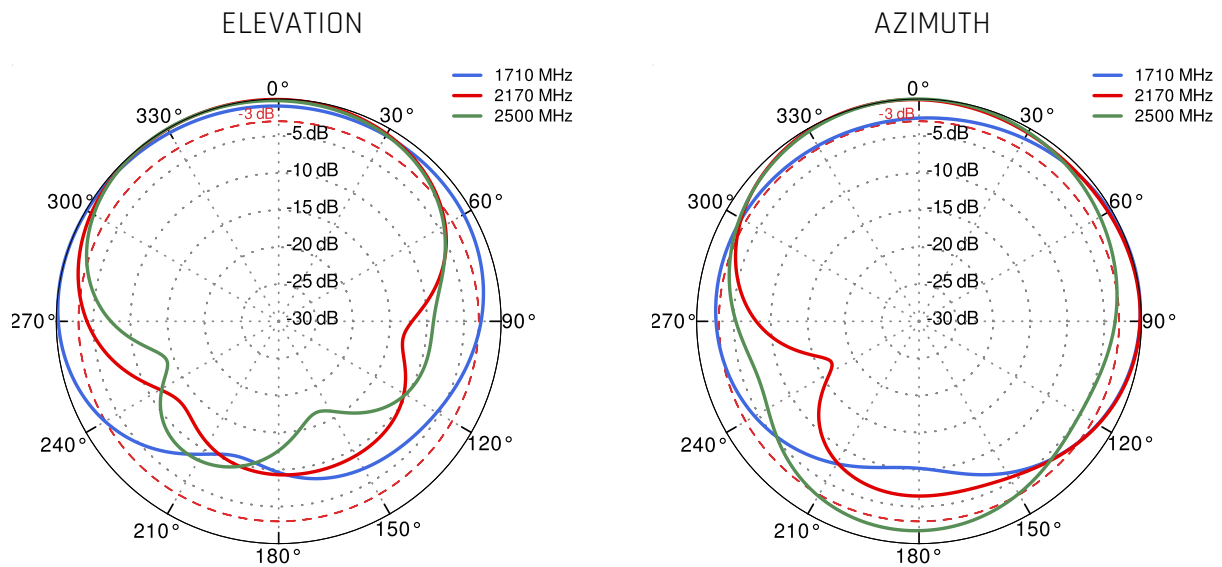 ELEVATION
1710 MHz
2170 MHz
2500 MHz
0°
30°
60°
90°
120°
150°
180°
210°
240°
270°
300°
330°
-3 dB
-5 dB
-10 dB
-15 dB
-20 dB
-25 dB
-30 dB
AZIMUTH
1710 MHz
2170 MHz
2500 MHz
0°
30°
60°
90°
120°
150°
180°
210°
240°
270°
300°
330°
-3 dB
-5 dB
-10 dB
-15 dB
-20 dB
-25 dB
-30 dB